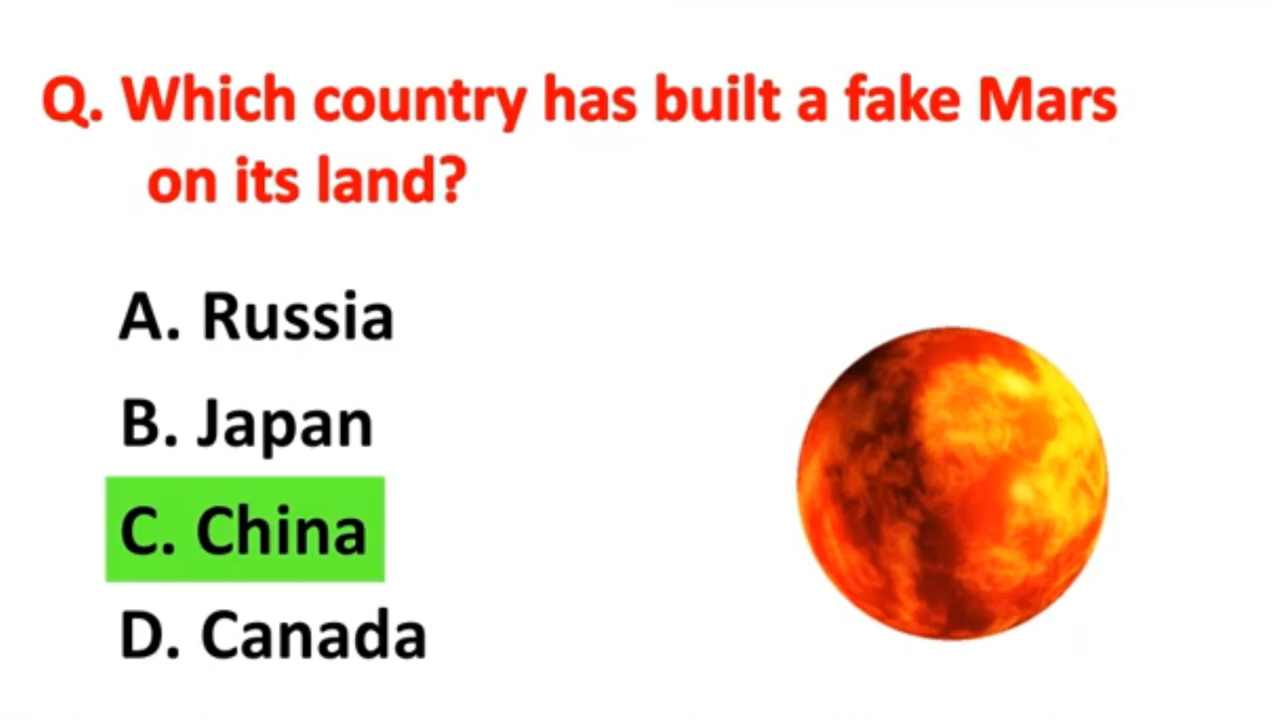 Q. Which country has built a fake Mars
on its land?
A. Russia
B. Japan
C. China
D. Canada